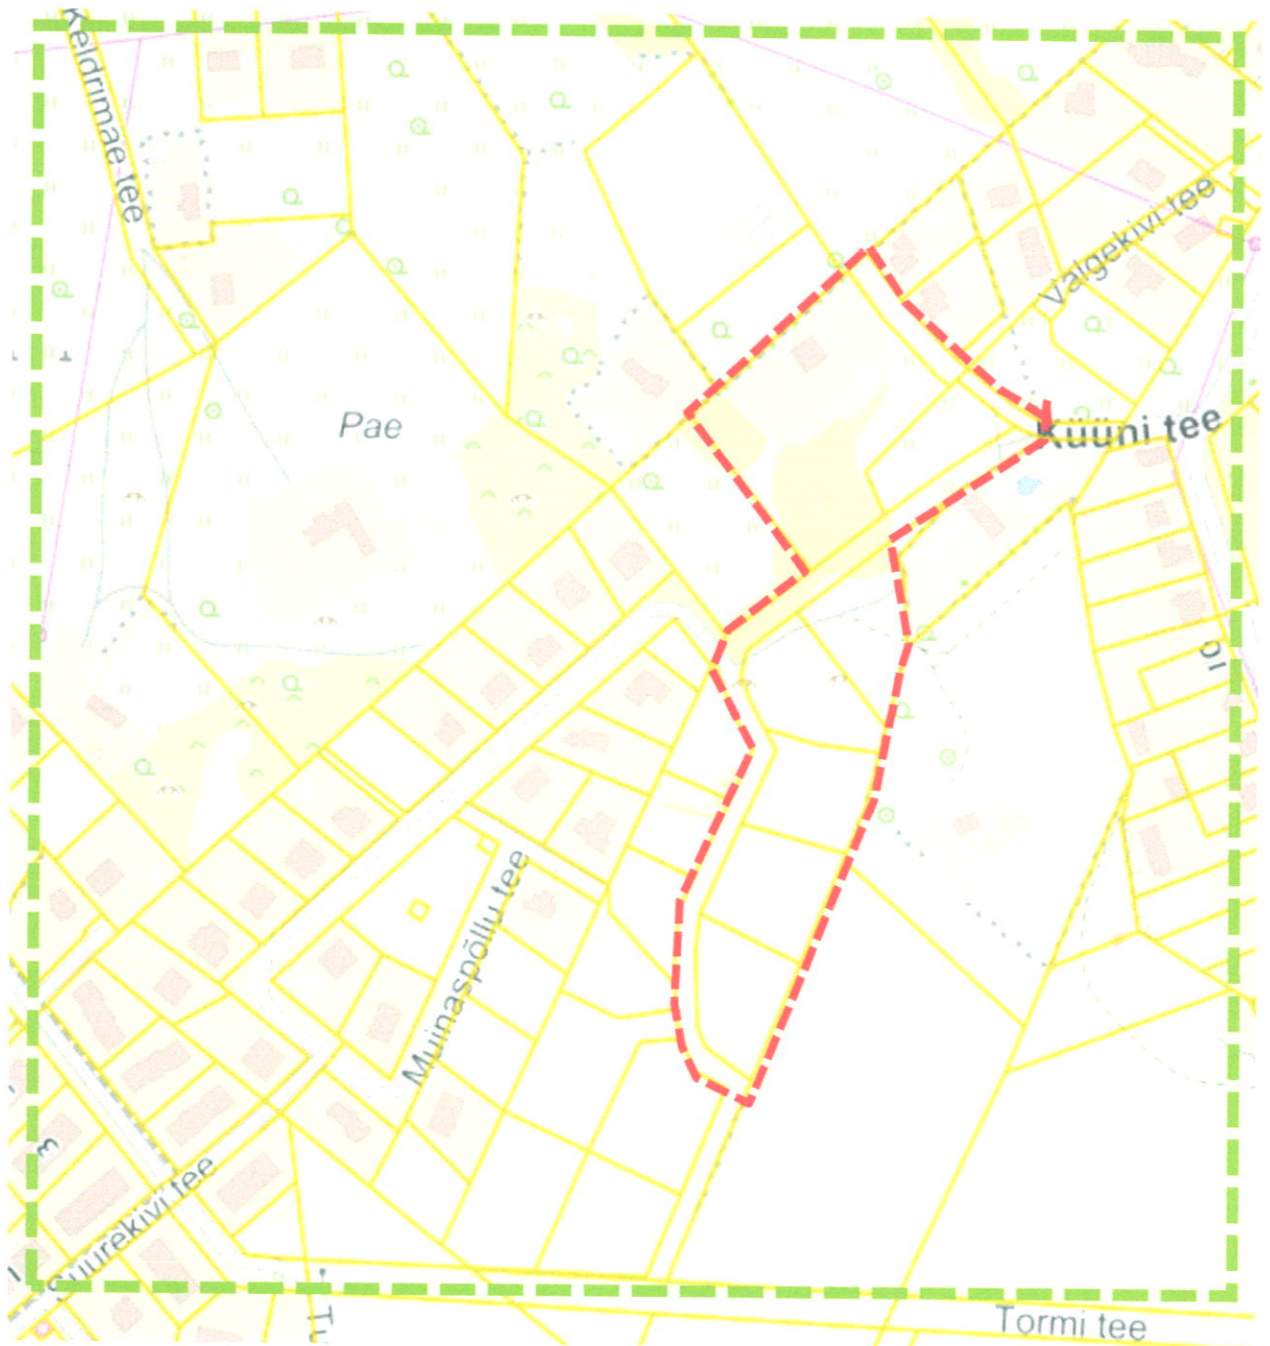 Keldrimäe tee
Valgekivi tee
Pae
Küüni tee
Muinaspõllu tee
Suurekivi tee
Tormi tee